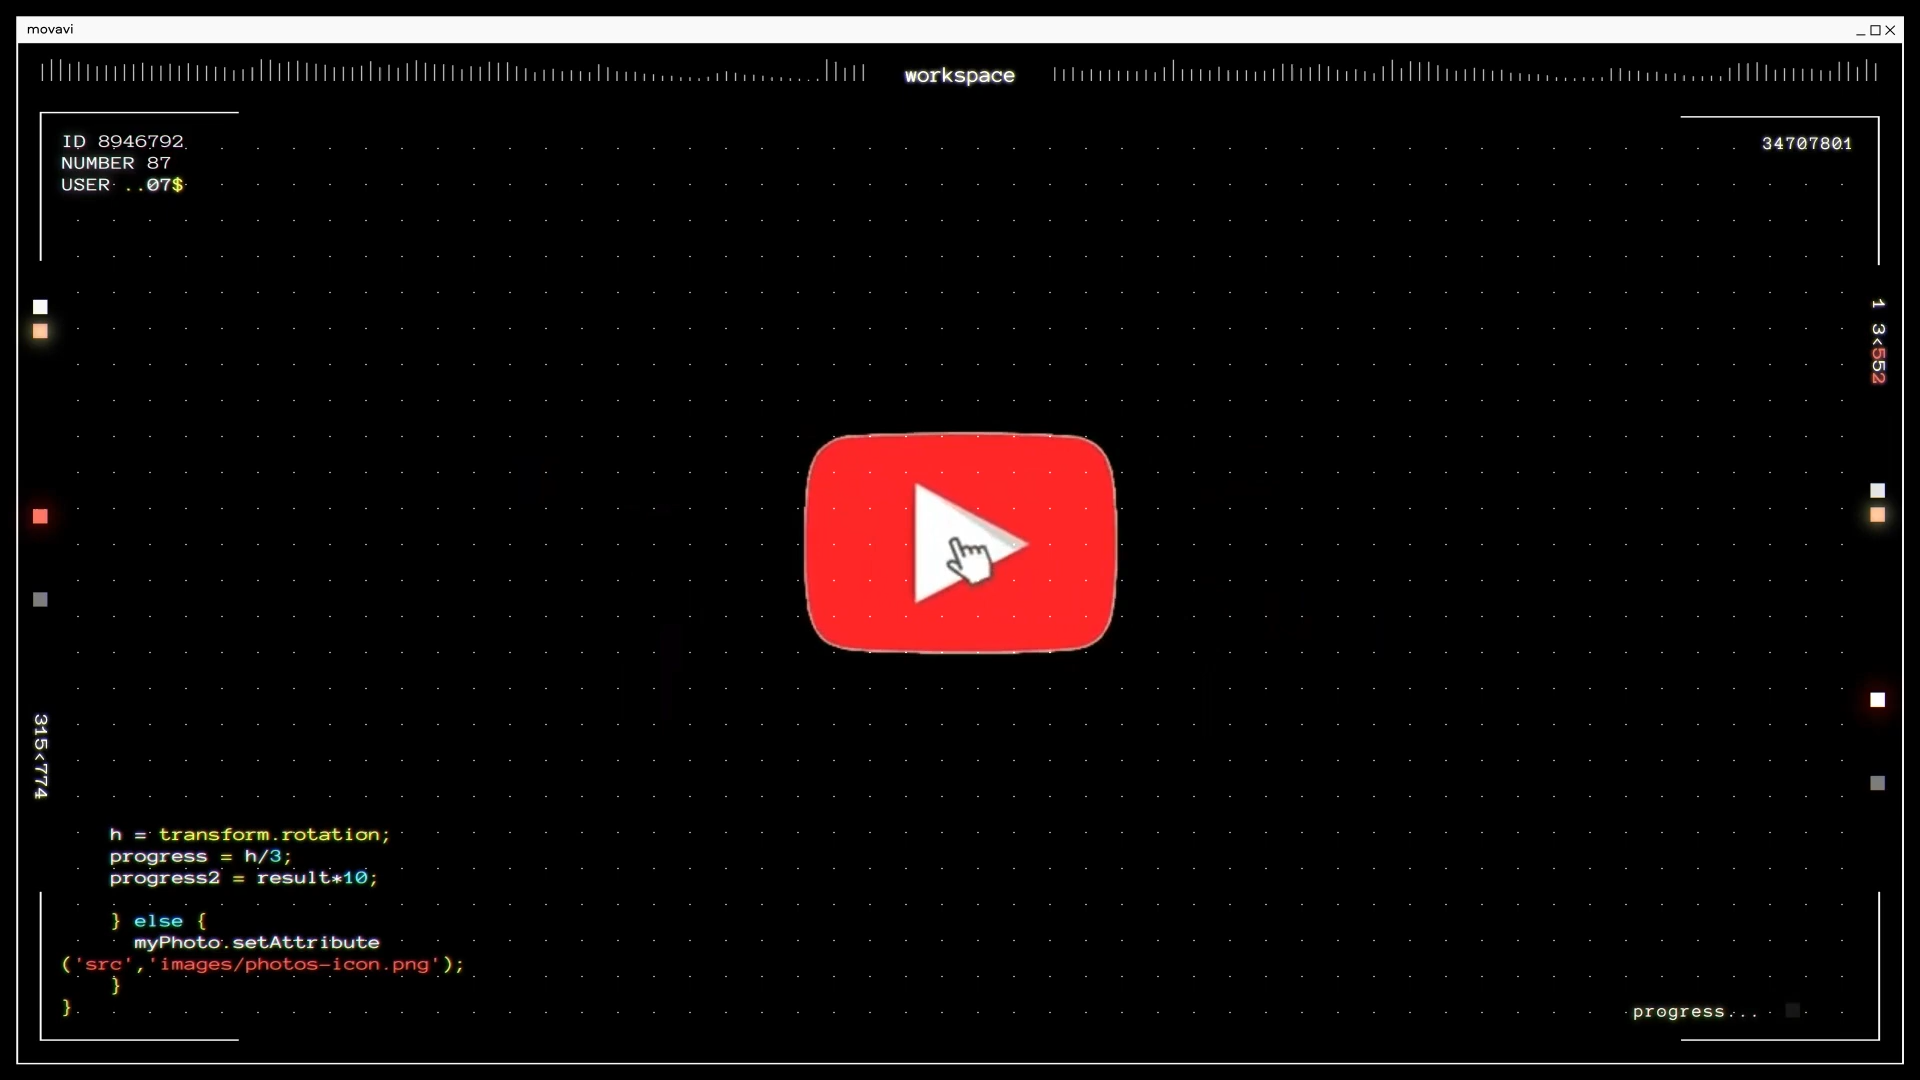 movavi
workspace
ID 8946792
NUMBER 87
USER ..07$
34707801
1 3<552
315<774
h = transform.rotation;
progress = h/3;
progress2 = result*10;
} else {
myPhoto.setAttribute
('src','images/photos-icon.png');
}
}
progress...